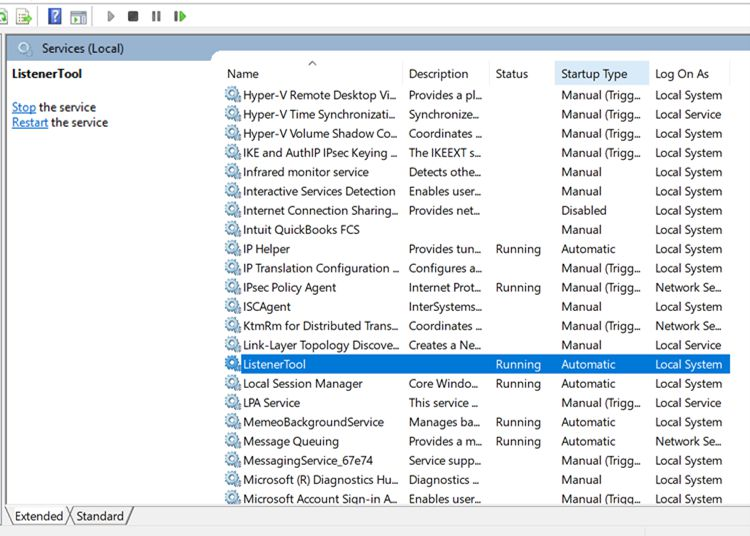 Services (Local)
ListenerTool
Stop the service
Restart the service
Name Description Status Startup Type Log On As
Hyper-V Remote Desktop Vi... Provides a pl... Manual (Trigg... Local System
Hyper-V Time Synchronizati... Synchronize... Manual (Trigg... Local Service
Hyper-V Volume Shadow Co... Coordinates ... Manual (Trigg... Local System
IKE and AuthIP IPsec Keying ... The IKEEXT s... Manual (Trigg... Local System
Infrared monitor service Detects othe... Manual Local System
Interactive Services Detection Enables user... Manual Local System
Internet Connection Sharing... Provides net... Disabled Local System
Intuit QuickBooks FCS Manual Local System
IP Helper Provides tun... Running Automatic Local System
IP Translation Configuration ... Configures a... Manual (Trigg... Local System
IPsec Policy Agent Internet Prot... Running Manual (Trigg... Network Se...
ISCAgent InterSystems... Manual Local System
KtmRm for Distributed Trans... Coordinates ... Manual (Trigg... Network Se...
Link-Layer Topology Discove... Creates a Ne... Manual Local Service
ListenerTool Running Automatic Local System
Local Session Manager Core Windo... Running Automatic Local System
LPA Service This service ... Manual (Trigg... Local Service
MemeoBackgroundService Manages ba... Running Automatic Local System
Message Queuing Provides a m... Running Automatic Network Se...
MessagingService_67e74 Service supp... Manual (Trigg... Local System
Microsoft (R) Diagnostics Hu... Diagnostics ... Manual Local System
Microsoft Account Sign-in A... Enables user... Manual (Trigg... Local System
Extended Standard